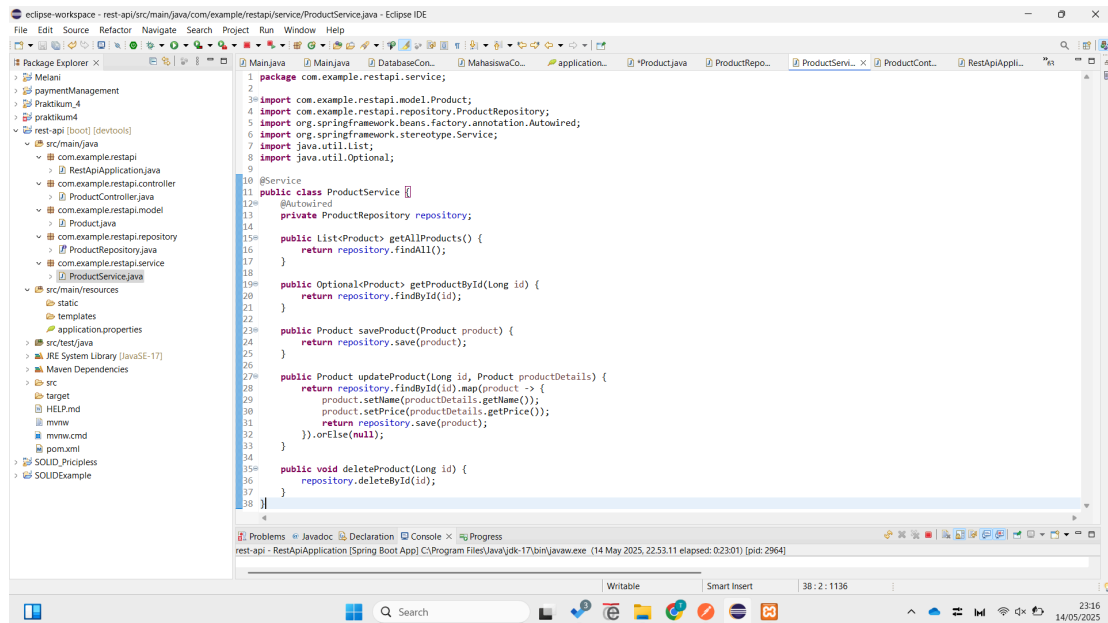 eclipse-workspace - rest-api/src/main/java/com/example/restapi/service/ProductService.java - Eclipse IDE
File Edit Source Refactor Navigate Search Project Run Window Help
Package Explorer
Melani
paymentManagement
Praktikum_4
praktikum4
rest-api [boot] [devtools]
src/main/java
com.example.restapi
RestApiApplication.java
com.example.restapi.controller
ProductController.java
com.example.restapi.model
Product.java
com.example.restapi.repository
ProductRepository.java
com.example.restapi.service
ProductService.java
src/main/resources
static
templates
application.properties
src/test/java
JRE System Library [JavaSE-17]
Maven Dependencies
src
target
HELP.md
mvnw
mvnw.cmd
pom.xml
SOLID_Pricipless
SOLIDExample
Main.java Main.java DatabaseCon... MahasiswaCo... application... *Product.java ProductRepo... ProductServi... ProductCont... RestApiAppli... 63
1 package com.example.restapi.service;
2
3 import com.example.restapi.model.Product;
4 import com.example.restapi.repository.ProductRepository;
5 import org.springframework.beans.factory.annotation.Autowired;
6 import org.springframework.stereotype.Service;
7 import java.util.List;
8 import java.util.Optional;
9
10 @Service
11 public class ProductService {
12 @Autowired
13 private ProductRepository repository;
14
15 public List<Product> getAllProducts() {
16 return repository.findAll();
17 }
18
19 public Optional<Product> getProductById(Long id) {
20 return repository.findById(id);
21 }
22
23 public Product saveProduct(Product product) {
24 return repository.save(product);
25 }
26
27 public Product updateProduct(Long id, Product productDetails) {
28 return repository.findById(id).map(product -> {
29 product.setName(productDetails.getName());
30 product.setPrice(productDetails.getPrice());
31 return repository.save(product);
32 }).orElse(null);
33 }
34
35 public void deleteProduct(Long id) {
36 repository.deleteById(id);
37 }
38 }
Problems Javadoc Declaration Console Progress
rest-api - RestApiApplication [Spring Boot App] C:\Program Files\Java\jdk-17\bin\javaw.exe (14 May 2025, 22.53.11 elapsed: 0:23:01) [pid: 2964]
Writable Smart Insert 38 : 2 : 1136
Search
3
23:16
14/05/2025